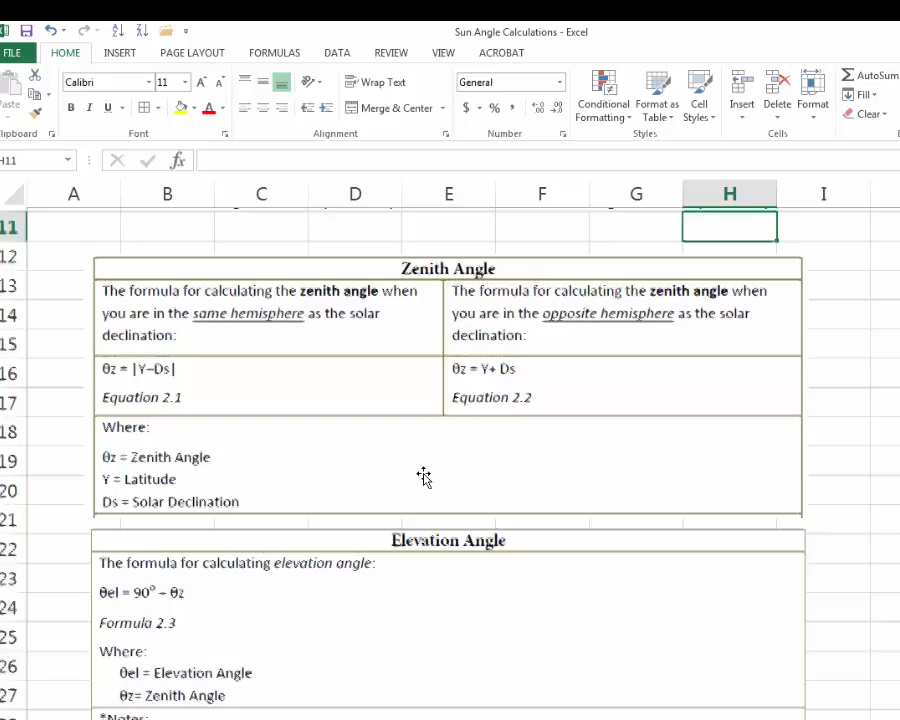 Sun Angle Calculations - Excel
FILE HOME INSERT PAGE LAYOUT FORMULAS DATA REVIEW VIEW ACROBAT
Calibri 11 A A Wrap Text General AutoSum
Paste B I U A Merge & Center $ % , Conditional Format as Cell Insert Delete Format Fill
Formatting Table Styles Clear
lipboard Font Alignment Number Styles Cells
H11 fx
A B C D E F G H I
11
12
13
14
15
16
17
18
19
20
21
22
23
24
25
26
27
Zenith Angle
The formula for calculating the zenith angle when
you are in the same hemisphere as the solar
declination:
The formula for calculating the zenith angle when
you are in the opposite hemisphere as the solar
declination:
θz = |Y–Ds|
Equation 2.1
θz = Y+ Ds
Equation 2.2
Where:
θz = Zenith Angle
Y = Latitude
Ds = Solar Declination
Elevation Angle
The formula for calculating elevation angle:
θel = 90° – θz
Formula 2.3
Where:
θel = Elevation Angle
θz= Zenith Angle
*Notes: